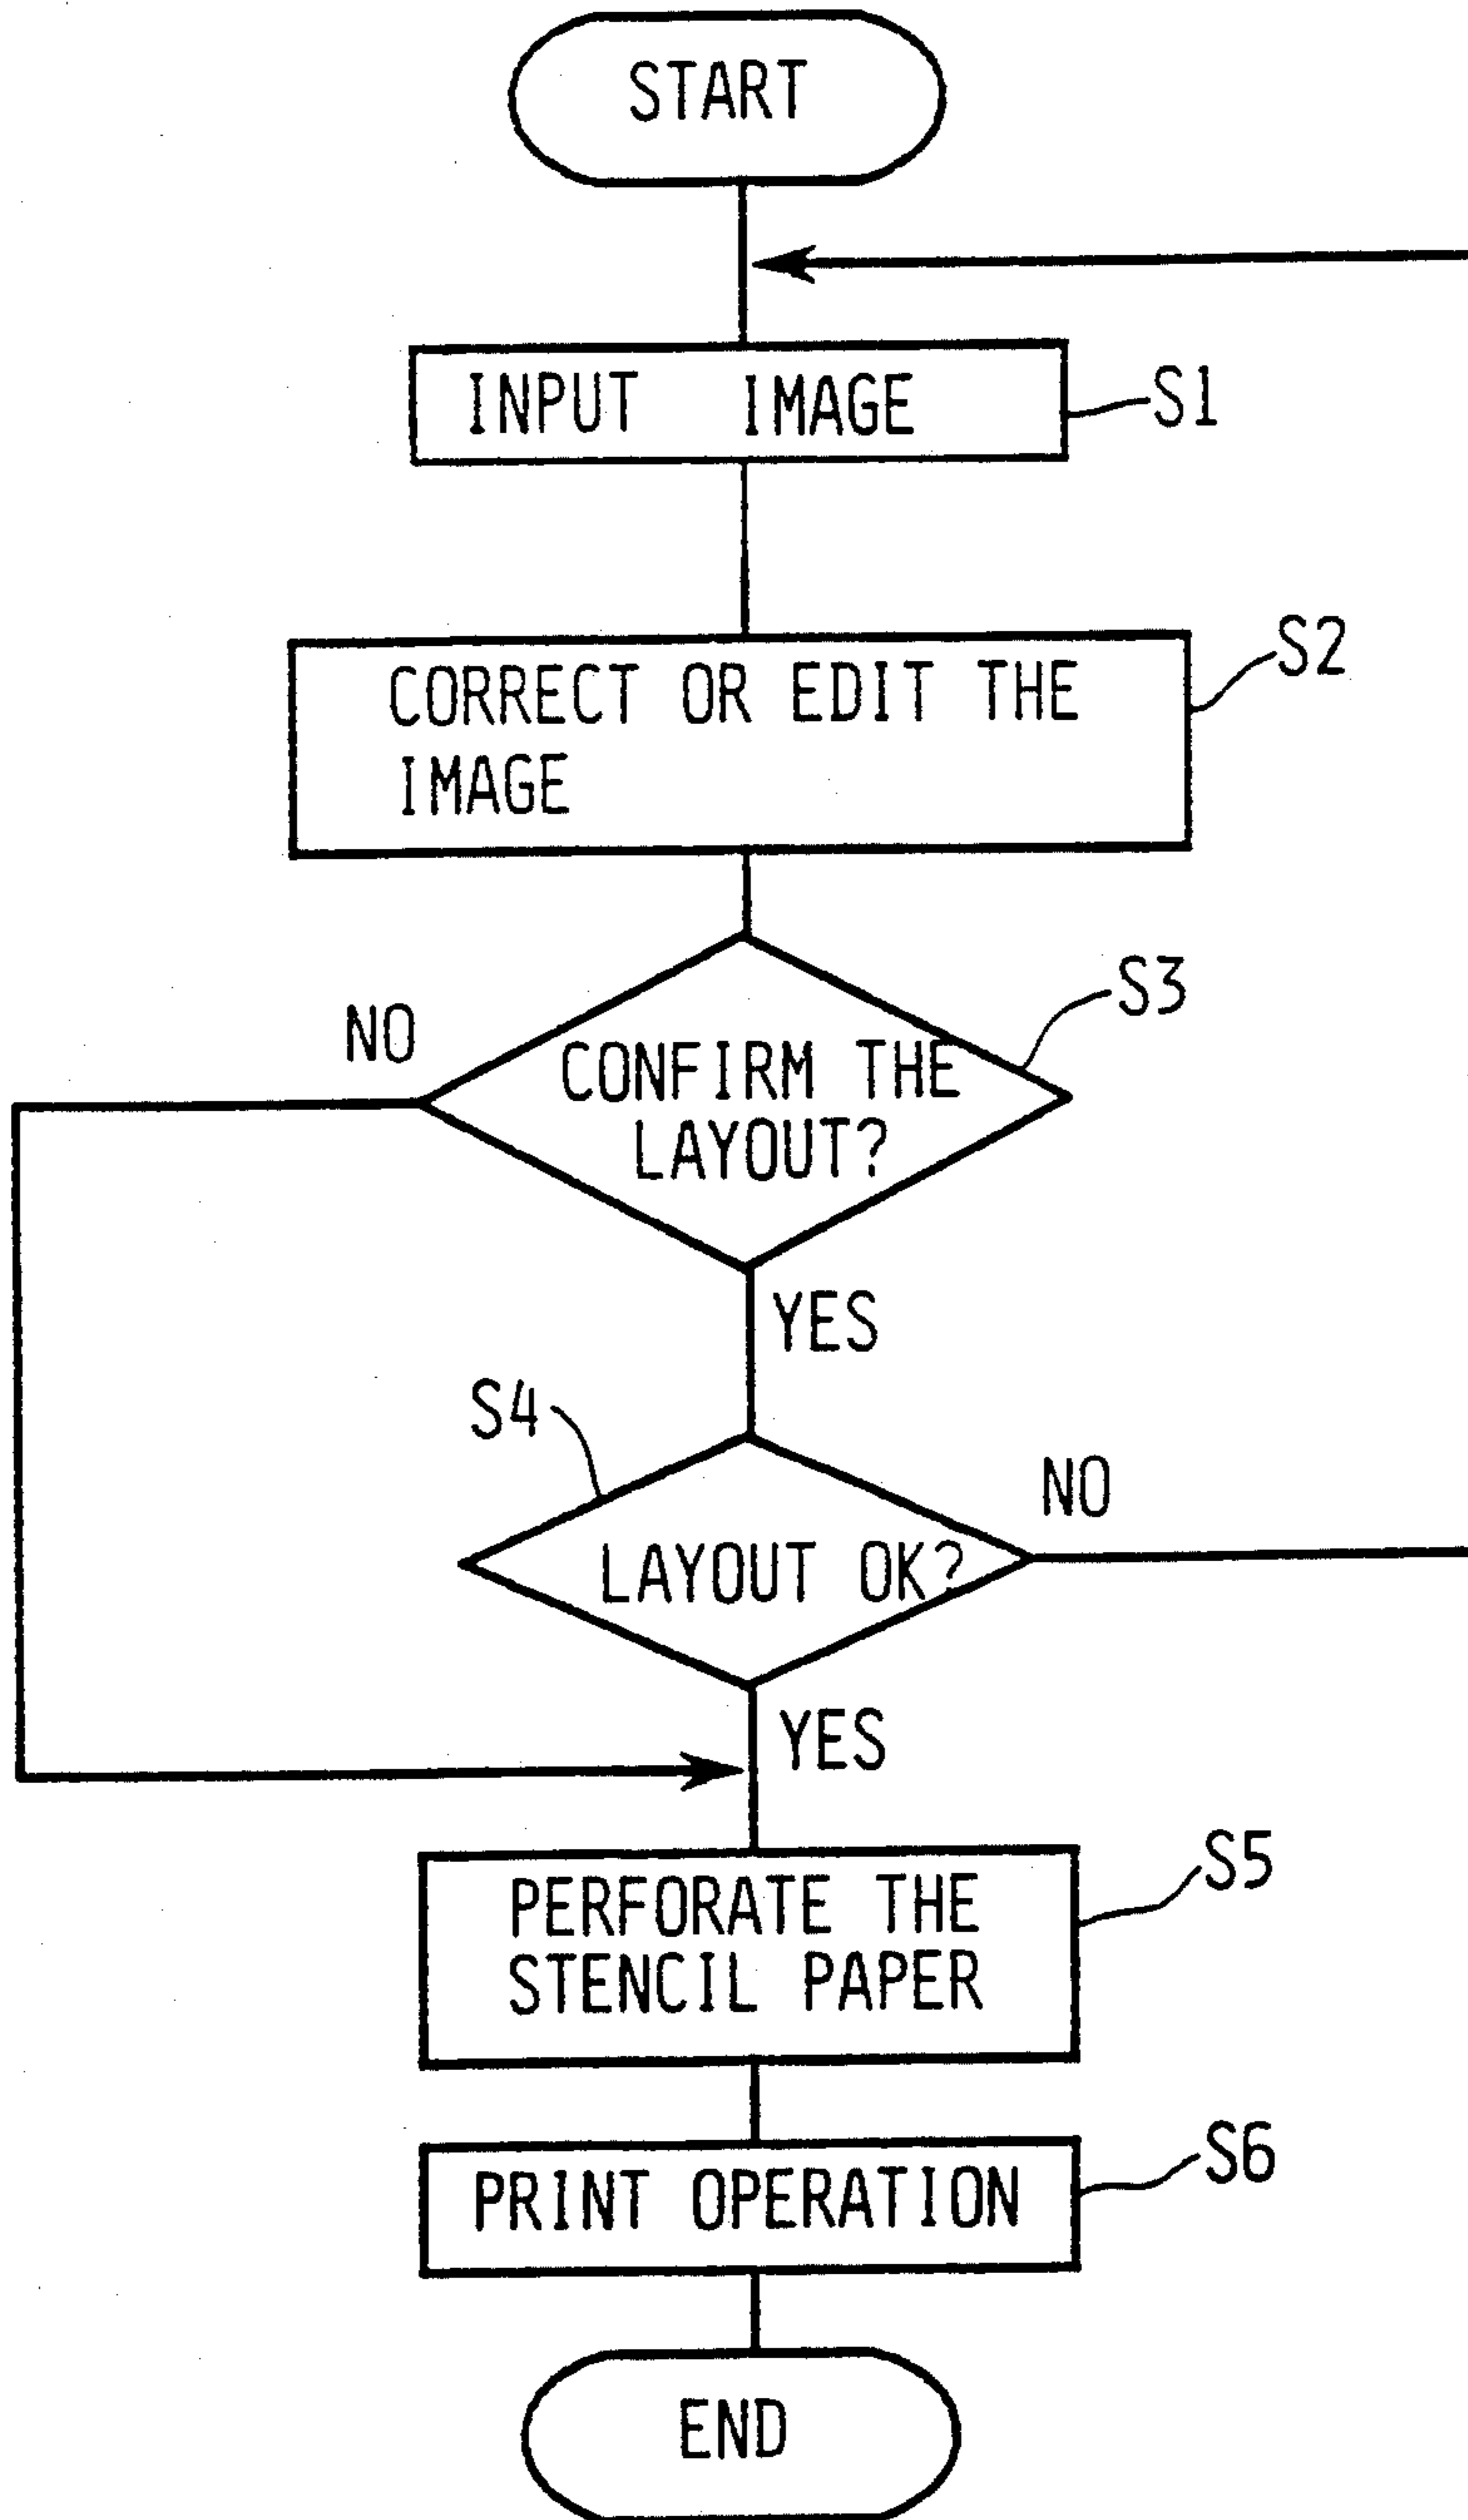 START
INPUT IMAGE
S1
S2
CORRECT OR EDIT THE
IMAGE
S3
NO
CONFIRM THE
LAYOUT?
YES
S4
NO
LAYOUT OK?
YES
S5
PERFORATE THE
STENCIL PAPER
S6
PRINT OPERATION
END